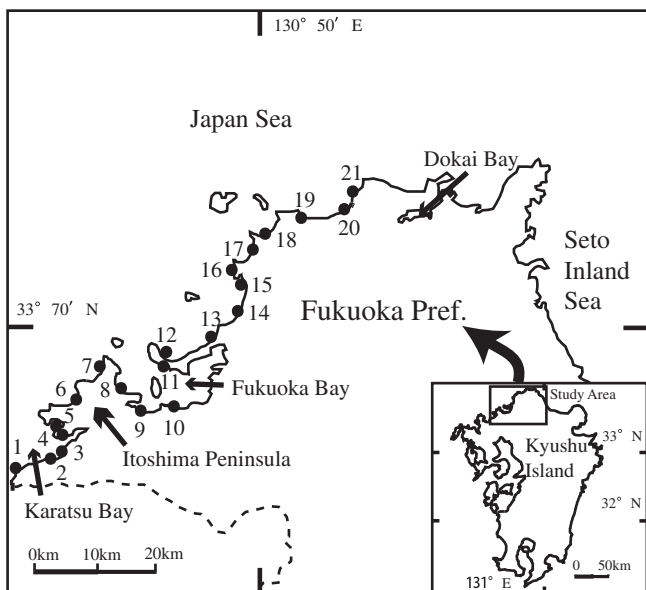 130° 50′ E
Japan Sea
Dokai Bay
21
19
20
18
17
16
15
Seto
Inland
Sea
33° 70′ N
14
13
Fukuoka Pref.
12
11
7
8
Fukuoka Bay
6
5
4
9
10
3
2
1
Itoshima Peninsula
Karatsu Bay
0km 10km 20km
Study Area
33° N
Kyushu
Island
32° N
131° E
0 50km